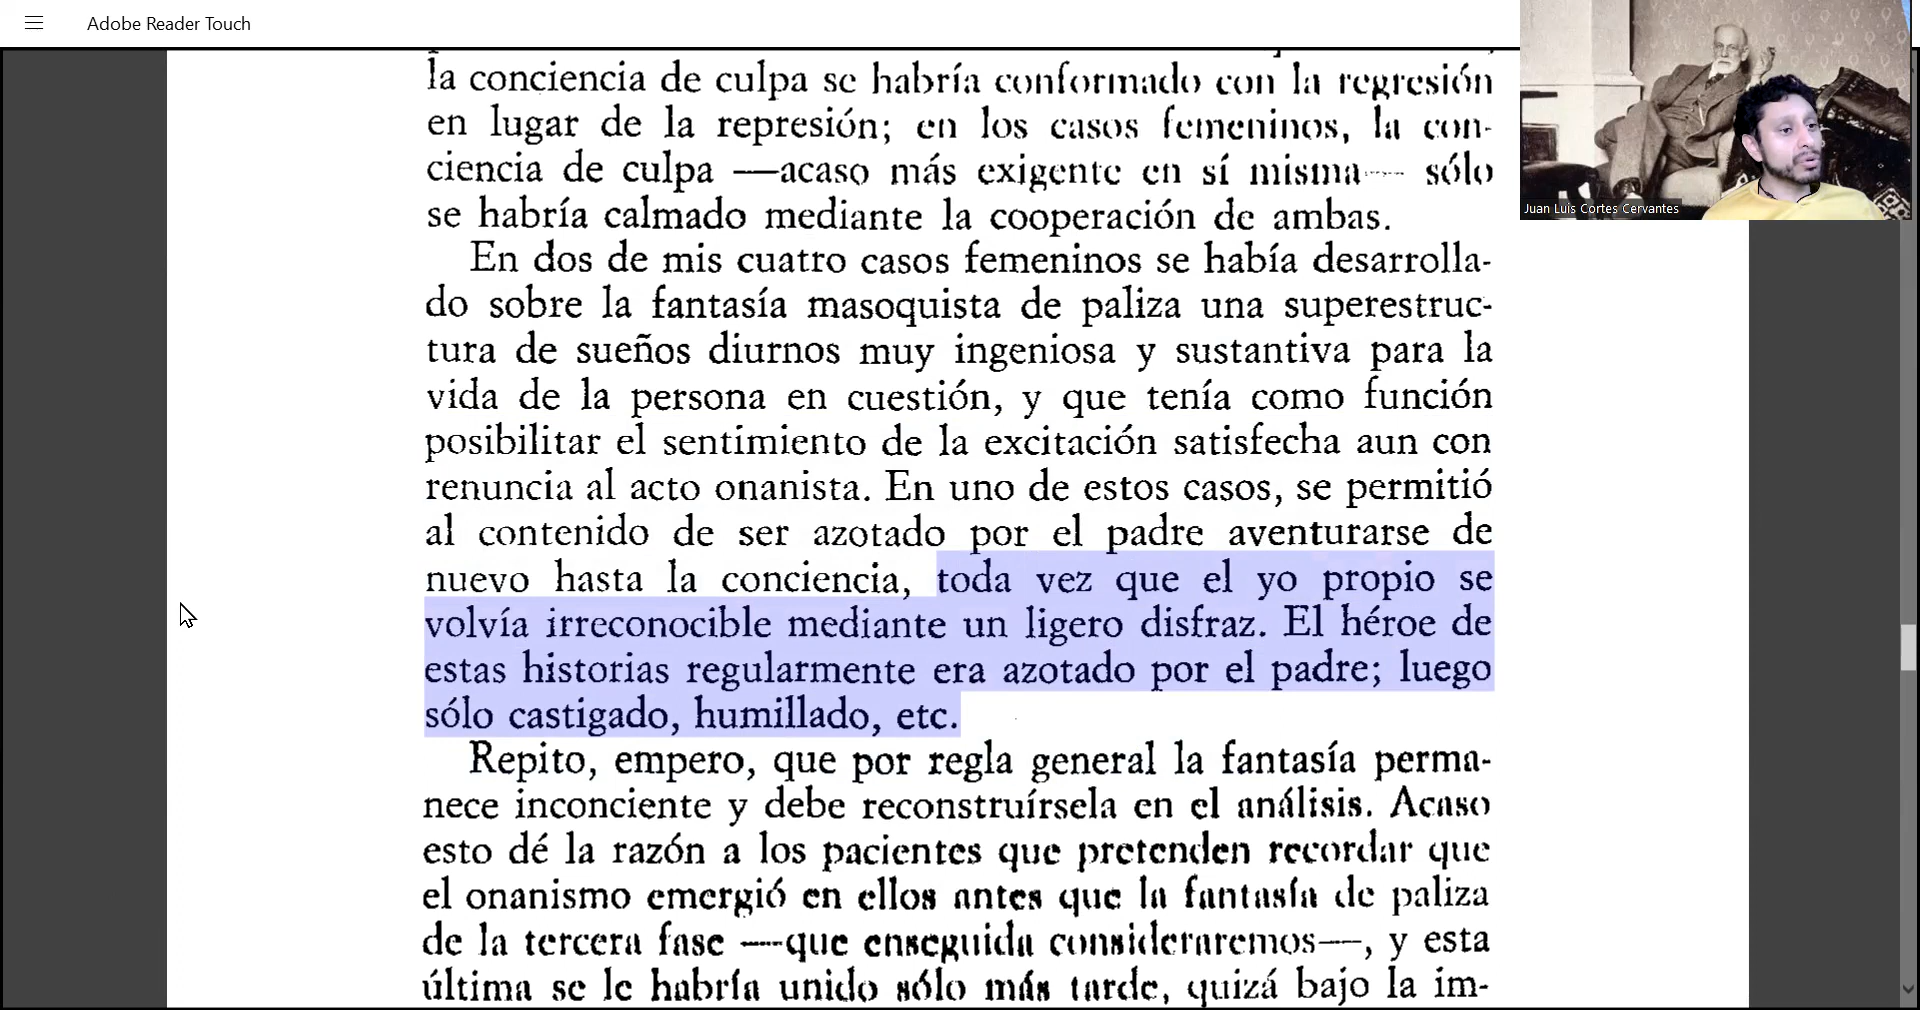 Adobe Reader Touch
la conciencia de culpa se habría conformado con la regresión
en lugar de la represión; en los casos femeninos, la con-
ciencia de culpa —acaso más exigente en sí misma— sólo
se habría calmado mediante la cooperación de ambas.
En dos de mis cuatro casos femeninos se había desarrolla-
do sobre la fantasía masoquista de paliza una superestruc-
tura de sueños diurnos muy ingeniosa y sustantiva para la
vida de la persona en cuestión, y que tenía como función
posibilitar el sentimiento de la excitación satisfecha aun con
renuncia al acto onanista. En uno de estos casos, se permitió
al contenido de ser azotado por el padre aventurarse de
nuevo hasta la conciencia, toda vez que el yo propio se
volvía irreconocible mediante un ligero disfraz. El héroe de
estas historias regularmente era azotado por el padre; luego
sólo castigado, humillado, etc.
Repito, empero, que por regla general la fantasía perma-
nece inconciente y debe reconstruírsela en el análisis. Acaso
esto dé la razón a los pacientes que pretenden recordar que
el onanismo emergió en ellos antes que la fantasía de paliza
de la tercera fase —que enseguida consideraremos—, y esta
última se le habría unido sólo más tarde, quizá bajo la im-
Juan Luis Cortes Cervantes